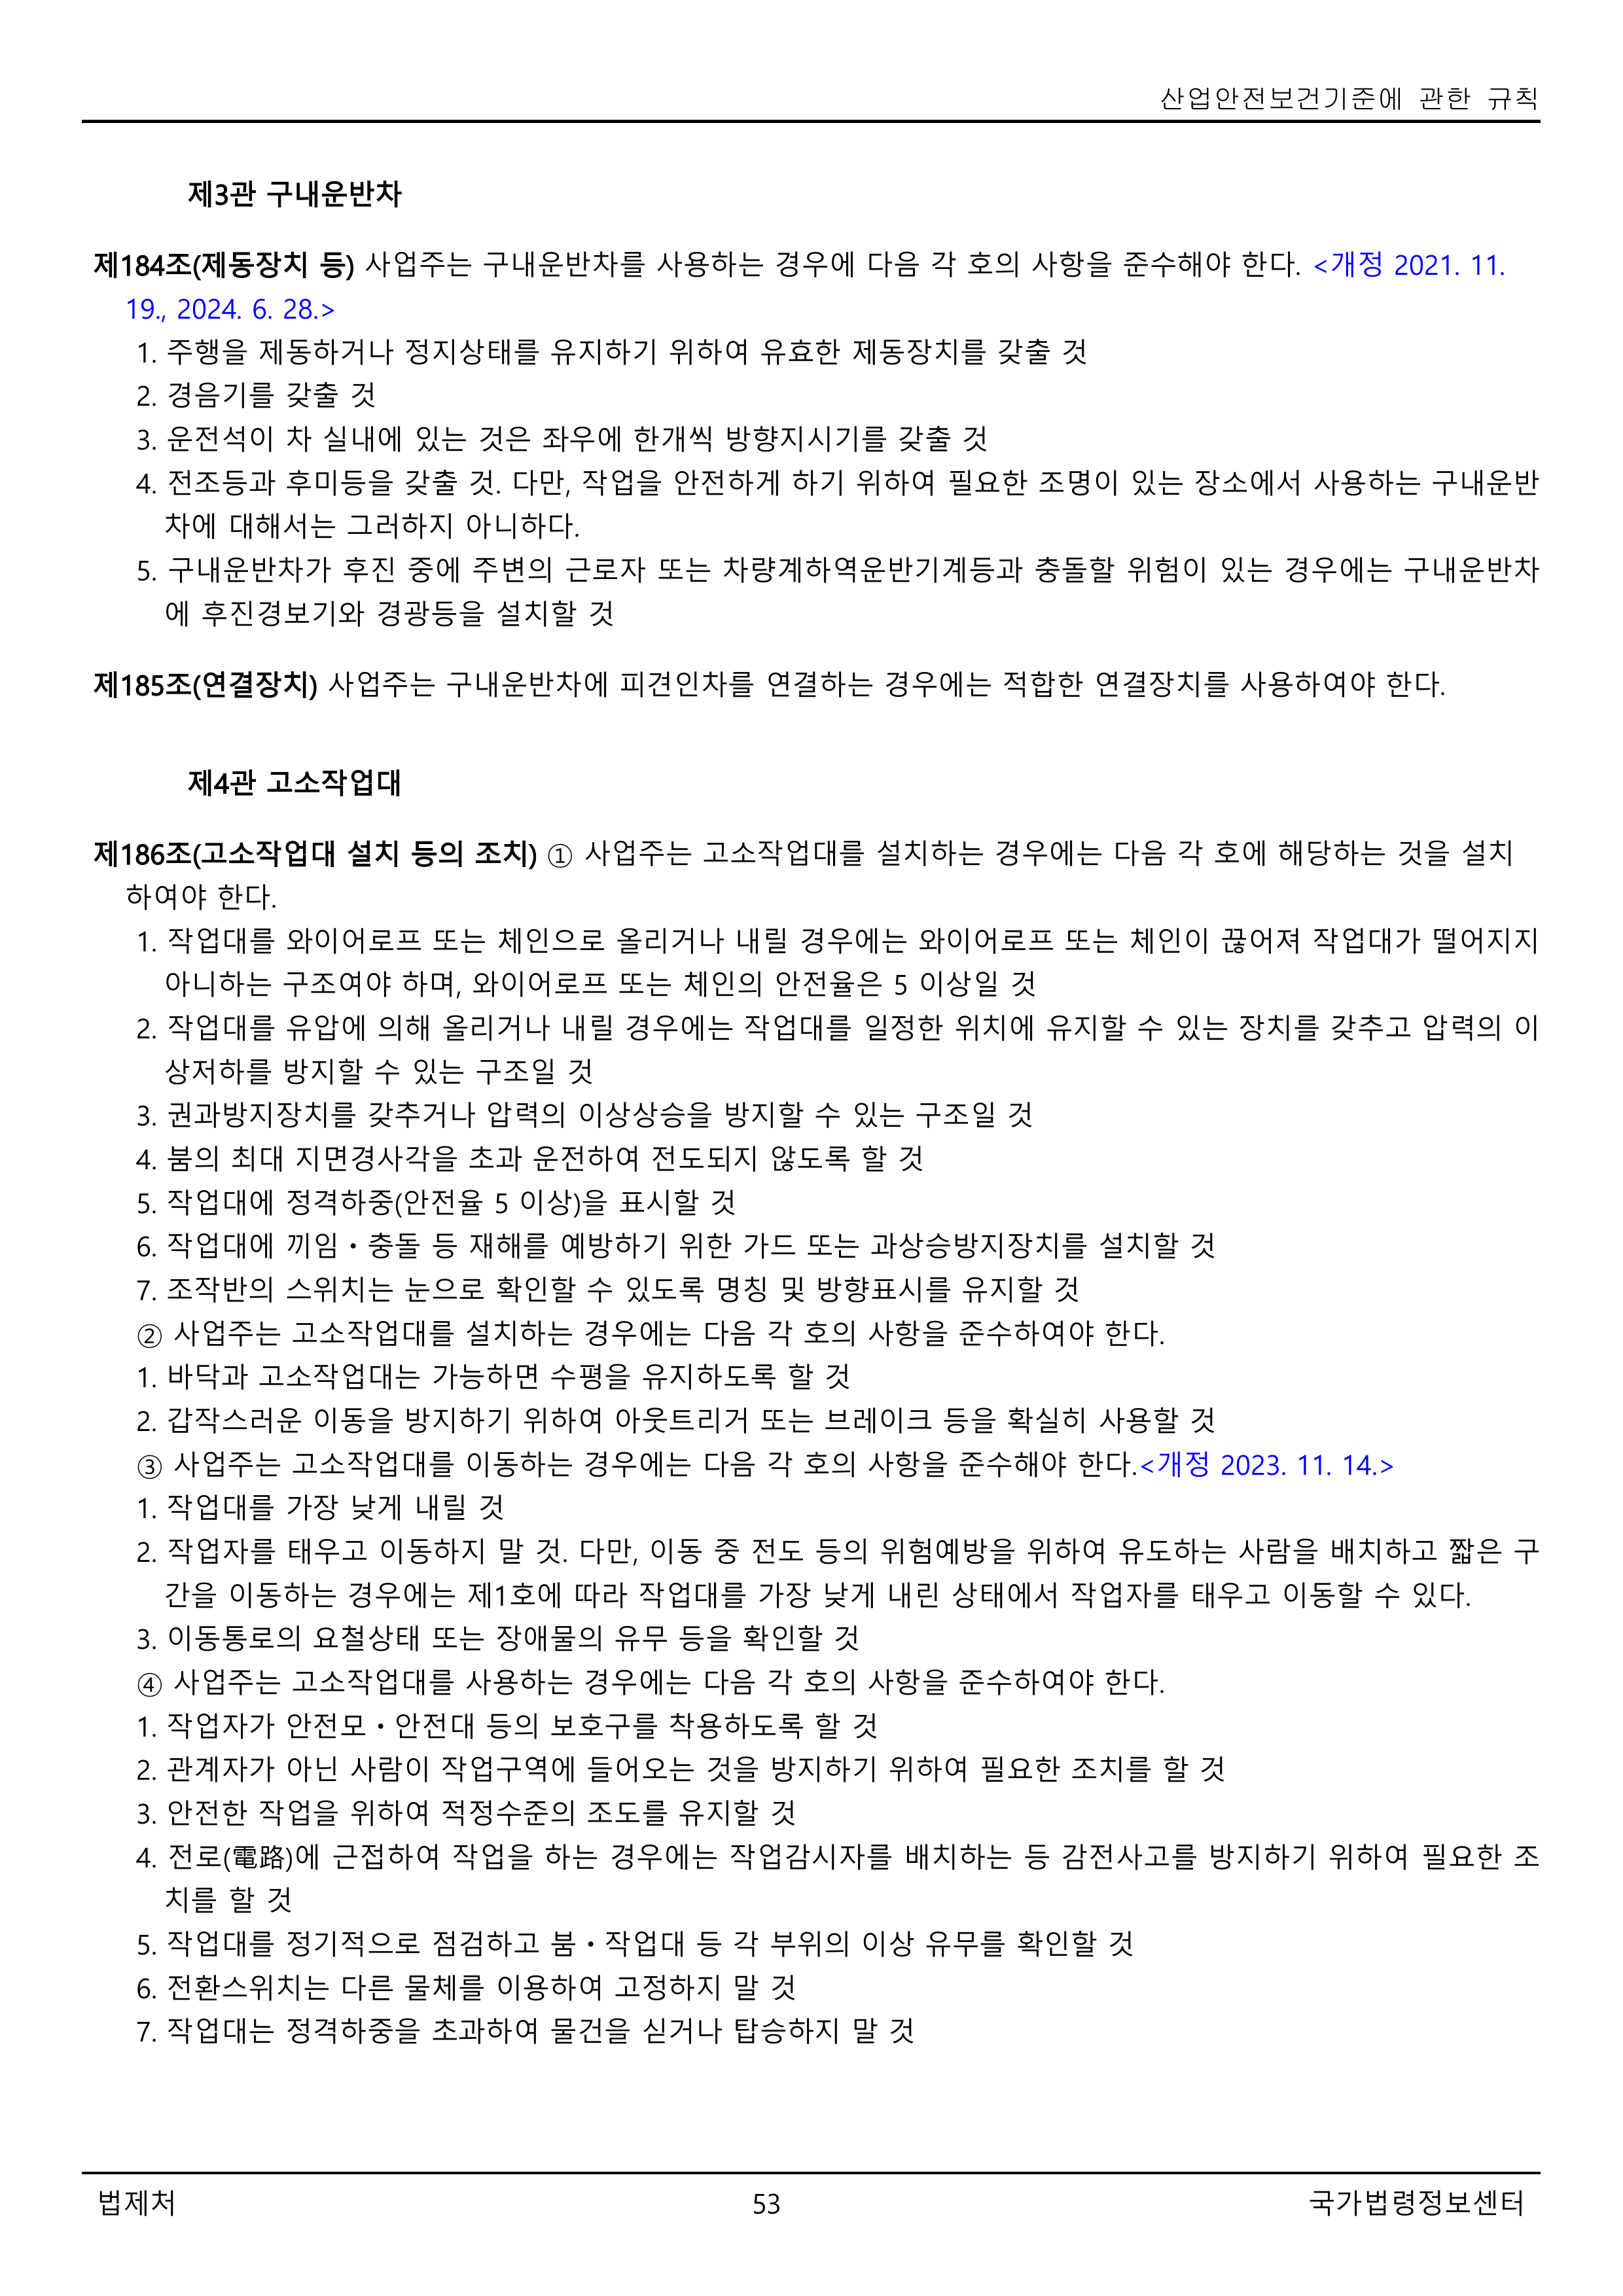 산업안전보건기준에 관한 규칙
제3관 구내운반차
제184조(제동장치 등) 사업주는 구내운반차를 사용하는 경우에 다음 각 호의 사항을 준수해야 한다. <개정 2021. 11.
19., 2024. 6. 28.>
1. 주행을 제동하거나 정지상태를 유지하기 위하여 유효한 제동장치를 갖출 것
2. 경음기를 갖출 것
3. 운전석이 차 실내에 있는 것은 좌우에 한개씩 방향지시기를 갖출 것
4. 전조등과 후미등을 갖출 것. 다만, 작업을 안전하게 하기 위하여 필요한 조명이 있는 장소에서 사용하는 구내운반
차에 대해서는 그러하지 아니하다.
5. 구내운반차가 후진 중에 주변의 근로자 또는 차량계하역운반기계등과 충돌할 위험이 있는 경우에는 구내운반차
에 후진경보기와 경광등을 설치할 것
제185조(연결장치) 사업주는 구내운반차에 피견인차를 연결하는 경우에는 적합한 연결장치를 사용하여야 한다.
제4관 고소작업대
제186조(고소작업대 설치 등의 조치) ① 사업주는 고소작업대를 설치하는 경우에는 다음 각 호에 해당하는 것을 설치
하여야 한다.
1. 작업대를 와이어로프 또는 체인으로 올리거나 내릴 경우에는 와이어로프 또는 체인이 끊어져 작업대가 떨어지지
아니하는 구조여야 하며, 와이어로프 또는 체인의 안전율은 5 이상일 것
2. 작업대를 유압에 의해 올리거나 내릴 경우에는 작업대를 일정한 위치에 유지할 수 있는 장치를 갖추고 압력의 이
상저하를 방지할 수 있는 구조일 것
3. 권과방지장치를 갖추거나 압력의 이상상승을 방지할 수 있는 구조일 것
4. 붐의 최대 지면경사각을 초과 운전하여 전도되지 않도록 할 것
5. 작업대에 정격하중(안전율 5 이상)을 표시할 것
6. 작업대에 끼임ㆍ충돌 등 재해를 예방하기 위한 가드 또는 과상승방지장치를 설치할 것
7. 조작반의 스위치는 눈으로 확인할 수 있도록 명칭 및 방향표시를 유지할 것
② 사업주는 고소작업대를 설치하는 경우에는 다음 각 호의 사항을 준수하여야 한다.
1. 바닥과 고소작업대는 가능하면 수평을 유지하도록 할 것
2. 갑작스러운 이동을 방지하기 위하여 아웃트리거 또는 브레이크 등을 확실히 사용할 것
③ 사업주는 고소작업대를 이동하는 경우에는 다음 각 호의 사항을 준수해야 한다.<개정 2023. 11. 14.>
1. 작업대를 가장 낮게 내릴 것
2. 작업자를 태우고 이동하지 말 것. 다만, 이동 중 전도 등의 위험예방을 위하여 유도하는 사람을 배치하고 짧은 구
간을 이동하는 경우에는 제1호에 따라 작업대를 가장 낮게 내린 상태에서 작업자를 태우고 이동할 수 있다.
3. 이동통로의 요철상태 또는 장애물의 유무 등을 확인할 것
④ 사업주는 고소작업대를 사용하는 경우에는 다음 각 호의 사항을 준수하여야 한다.
1. 작업자가 안전모ㆍ안전대 등의 보호구를 착용하도록 할 것
2. 관계자가 아닌 사람이 작업구역에 들어오는 것을 방지하기 위하여 필요한 조치를 할 것
3. 안전한 작업을 위하여 적정수준의 조도를 유지할 것
4. 전로(電路)에 근접하여 작업을 하는 경우에는 작업감시자를 배치하는 등 감전사고를 방지하기 위하여 필요한 조
치를 할 것
5. 작업대를 정기적으로 점검하고 붐ㆍ작업대 등 각 부위의 이상 유무를 확인할 것
6. 전환스위치는 다른 물체를 이용하여 고정하지 말 것
7. 작업대는 정격하중을 초과하여 물건을 싣거나 탑승하지 말 것
법제처 53 국가법령정보센터